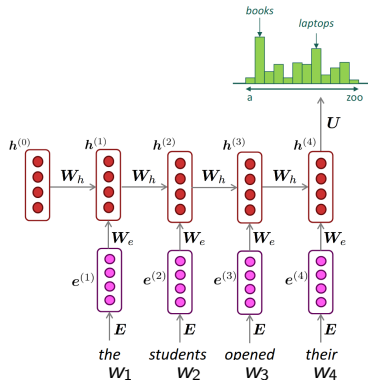 books
laptops
a zoo
U
h(0) h(1) h(2) h(3) h(4)
Wh Wh Wh Wh
We We We We
e(1) e(2) e(3) e(4)
E E E E
the students opened their
W1 W2 W3 W4